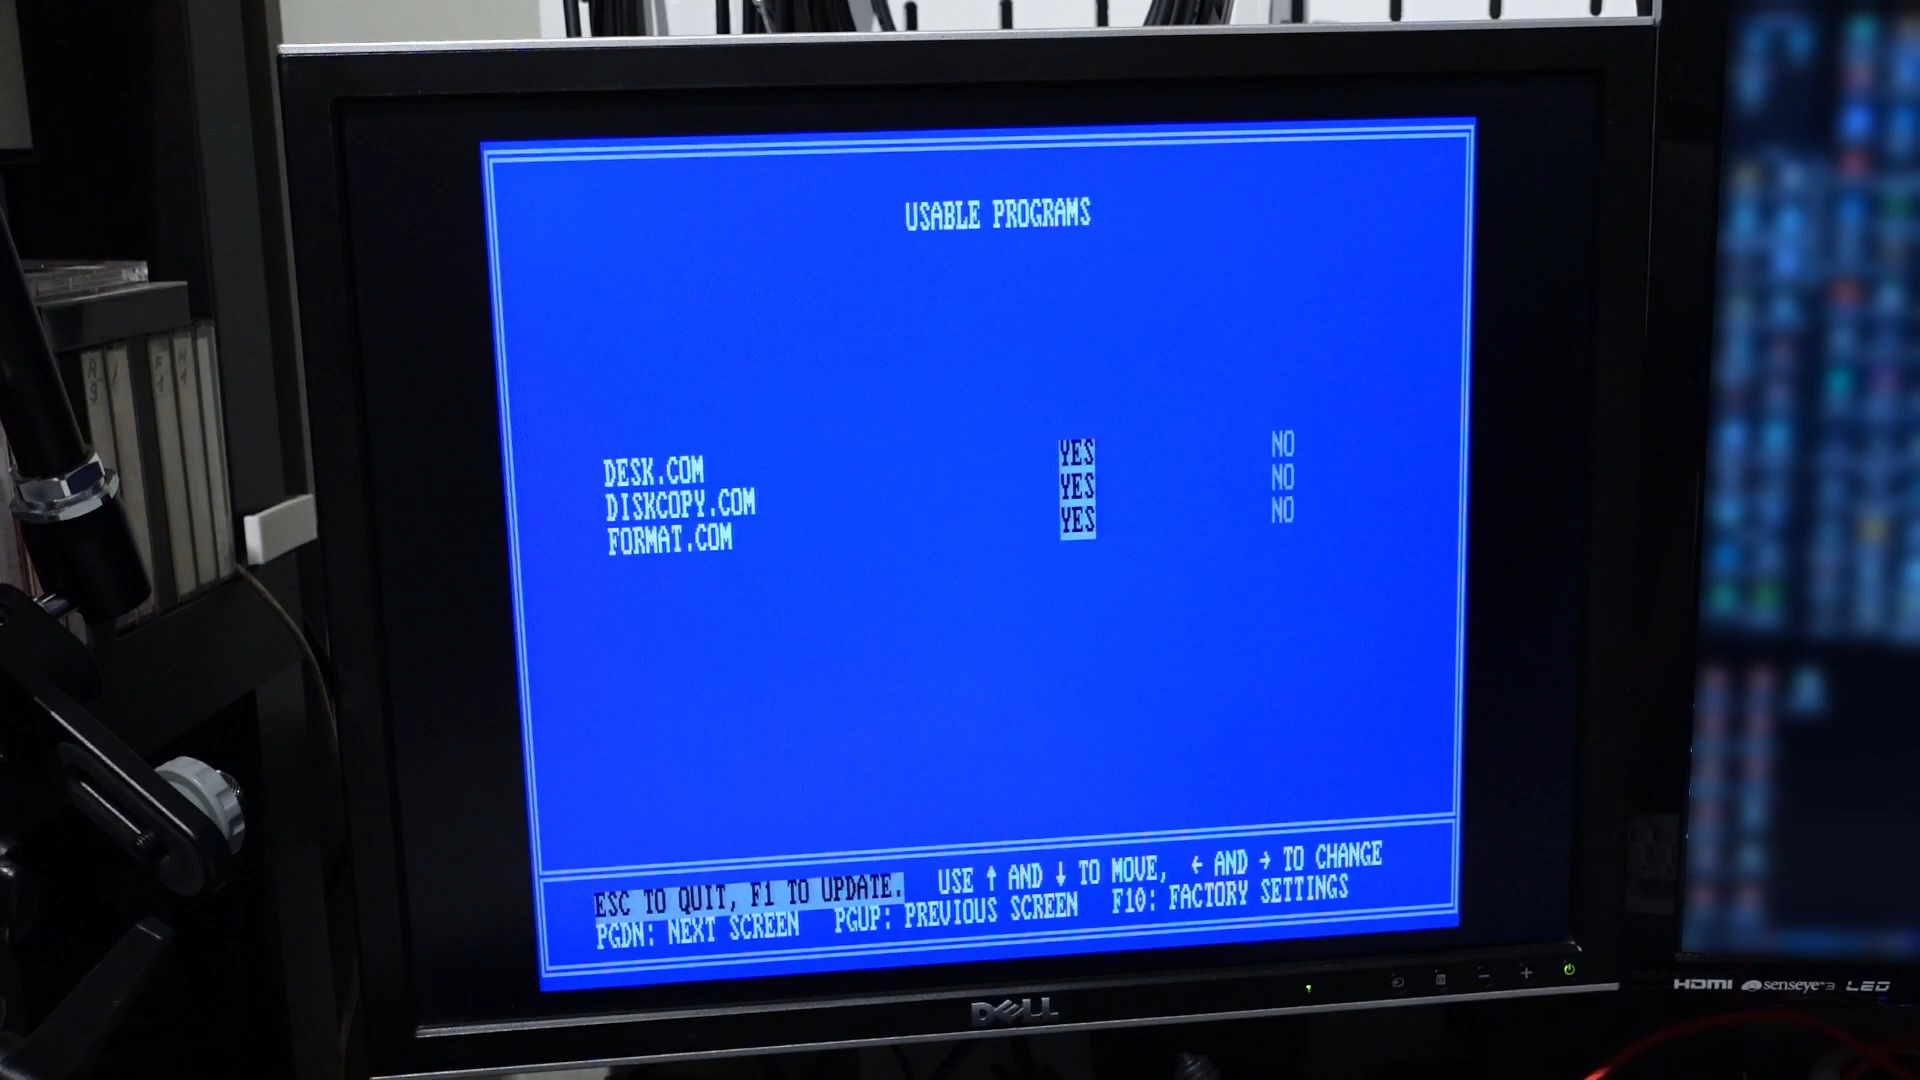 USABLE PROGRAMS
DESK.COM YES NO
DISKCOPY.COM YES NO
FORMAT.COM YES NO
ESC TO QUIT, F1 TO UPDATE. USE ↑ AND ↓ TO MOVE, ← AND → TO CHANGE
PGDN: NEXT SCREEN PGUP: PREVIOUS SCREEN F10: FACTORY SETTINGS
DELL
HDMI senseye™3 LED